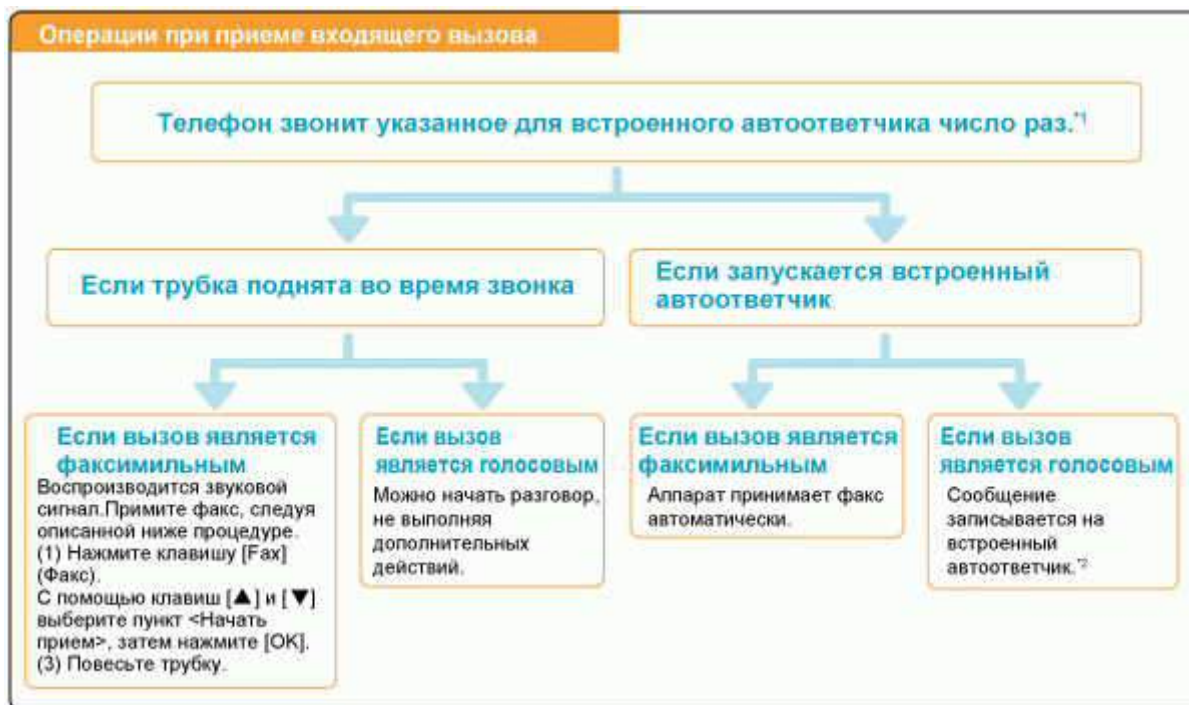 Операции при приеме входящего вызова
Телефон звонит указанное для встроенного автоответчика число раз.*1
Если трубка поднята во время звонка
Если запускается встроенный
автоответчик
Если вызов является
факсимильным
Воспроизводится звуковой
сигнал.Примите факс, следуя
описанной ниже процедуре.
(1) Нажмите клавишу [Fax]
(Факс).
С помощью клавиш [▲] и [▼]
выберите пункт <Начать
прием>, затем нажмите [OK].
(3) Повесьте трубку.
Если вызов
является голосовым
Можно начать разговор,
не выполняя
дополнительных
действий.
Если вызов является
факсимильным
Аппарат принимает факс
автоматически.
Если вызов
является голосовым
Сообщение
записывается на
встроенный
автоответчик.*2